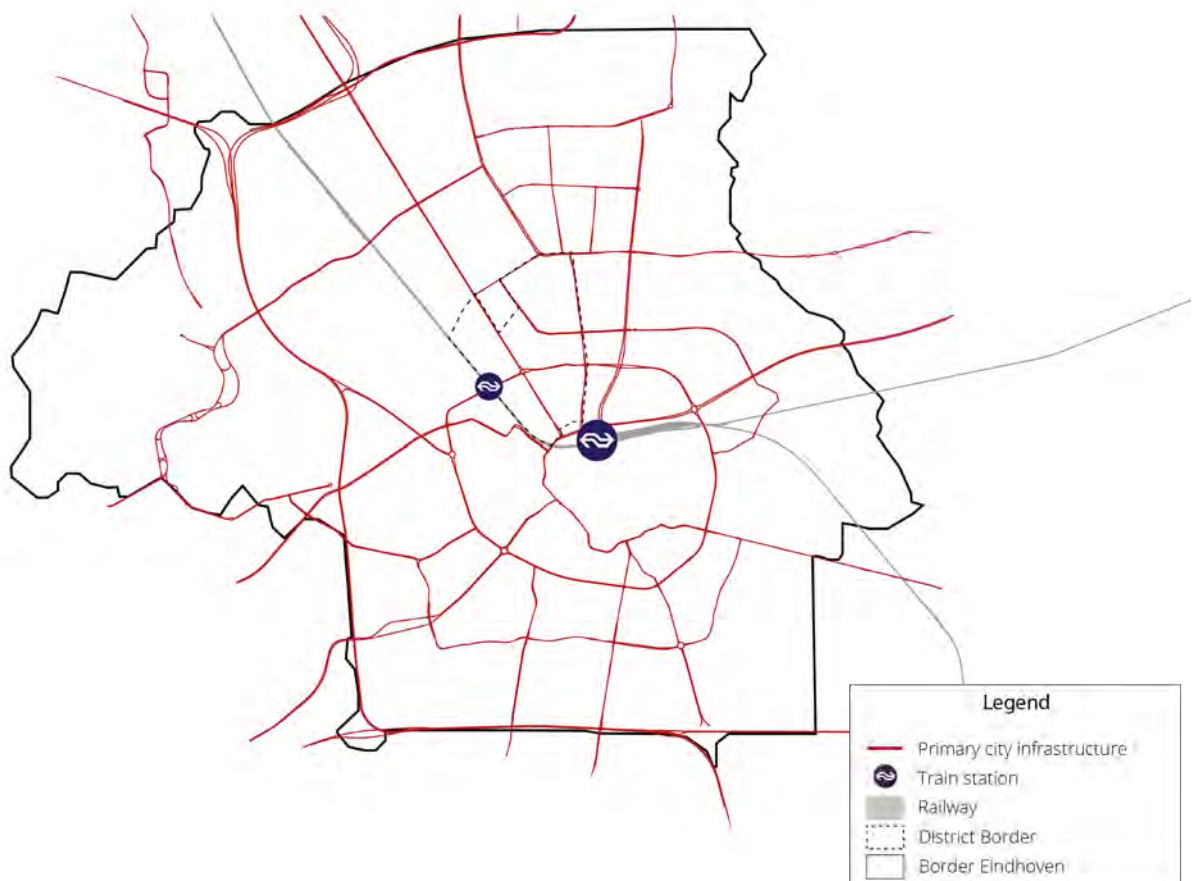 Legend
Primary city infrastructure
Train station
Railway
District Border
Border Eindhoven